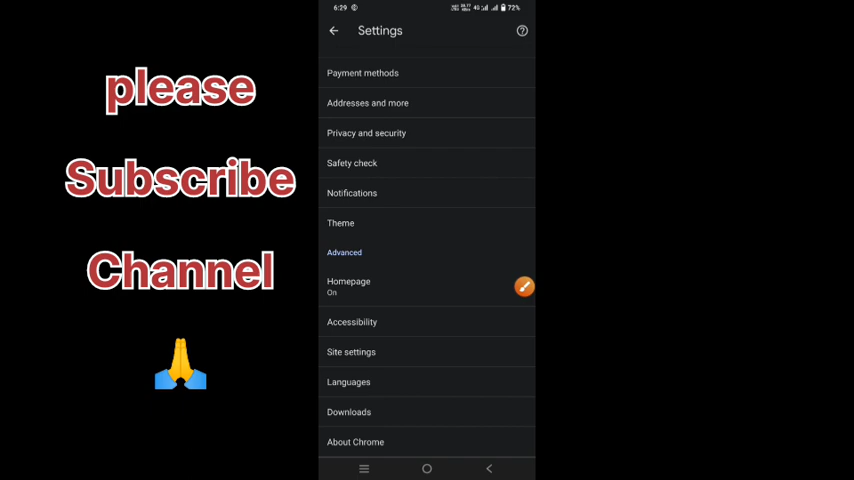 please
Subscribe
Channel
6:29
4G
72%
Settings
Payment methods
Addresses and more
Privacy and security
Safety check
Notifications
Theme
Advanced
Homepage
On
Accessibility
Site settings
Languages
Downloads
About Chrome